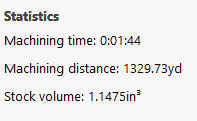 Statistics
Machining time: 0:01:44
Machining distance: 1329.73yd
Stock volume: 1.1475in³